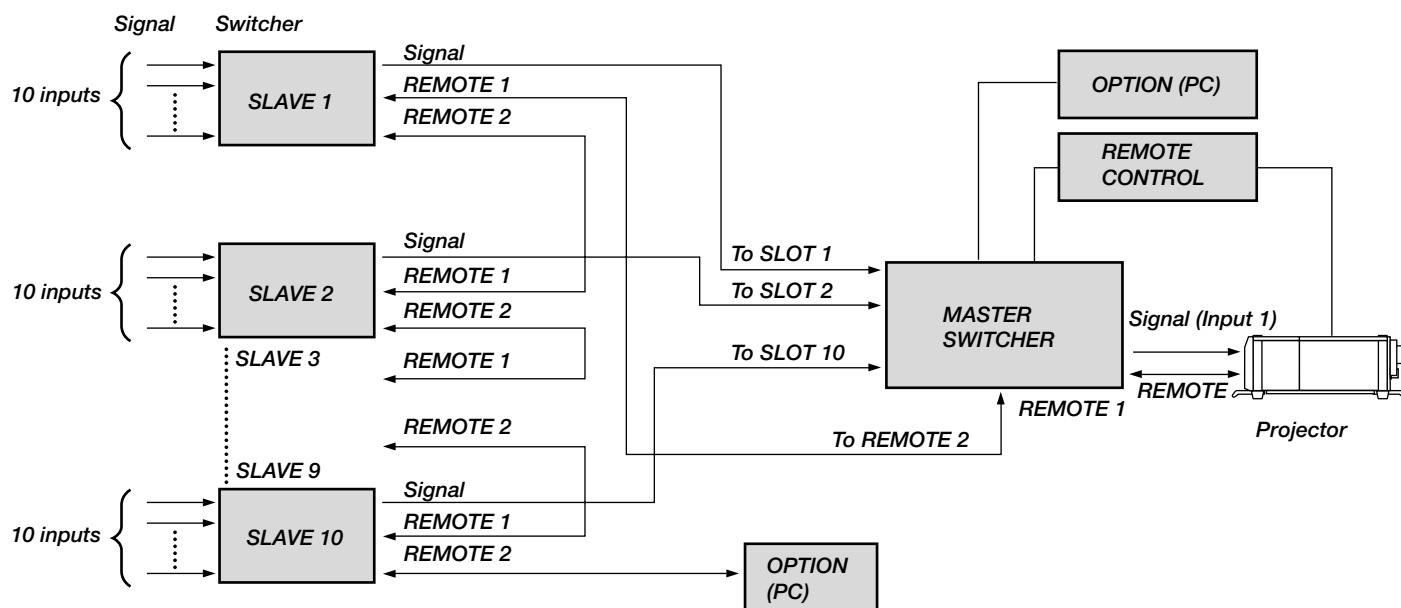 Signal Switcher
10 inputs
SLAVE 1
Signal
REMOTE 1
REMOTE 2
10 inputs
SLAVE 2
Signal
REMOTE 1
REMOTE 2
SLAVE 3
REMOTE 1
REMOTE 2
SLAVE 9
10 inputs
SLAVE 10
Signal
REMOTE 1
REMOTE 2
OPTION
(PC)
To SLOT 1
To SLOT 2
To SLOT 10
To REMOTE 2
OPTION (PC)
REMOTE
CONTROL
MASTER
SWITCHER
REMOTE 1
Signal (Input 1)
REMOTE
Projector